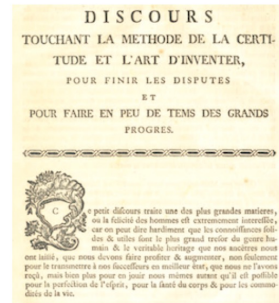 DISCOURS
TOUCHANT LA METHODE DE LA CERTI-
TUDE ET L'ART D'INVENTER,
POUR FINIR LES DISPUTES
ET
POUR FAIRE EN PEU DE TEMS DES GRANDS
PROGRES.
Ce petit discours traite une des plus grandes matieres,
ou la felicité des hommes est extremement interessée,
car on peut dire hardiment que les connoissances soli-
des & utiles sont le plus grand tresor du genre hu-
main & le veritable heritage que nos ancêtres nous
ont laissé, que nous devons faire profiter & augmenter, non seulement
pour le transmettre à nos successeurs en meilleur état, que nous ne l'avons
reçû, mais bien plus pour en jouir nous mêmes autant qu'il est possible
pour la perfection de l'esprit, pour la santé du corps & pour les commo-
dités de la vie.